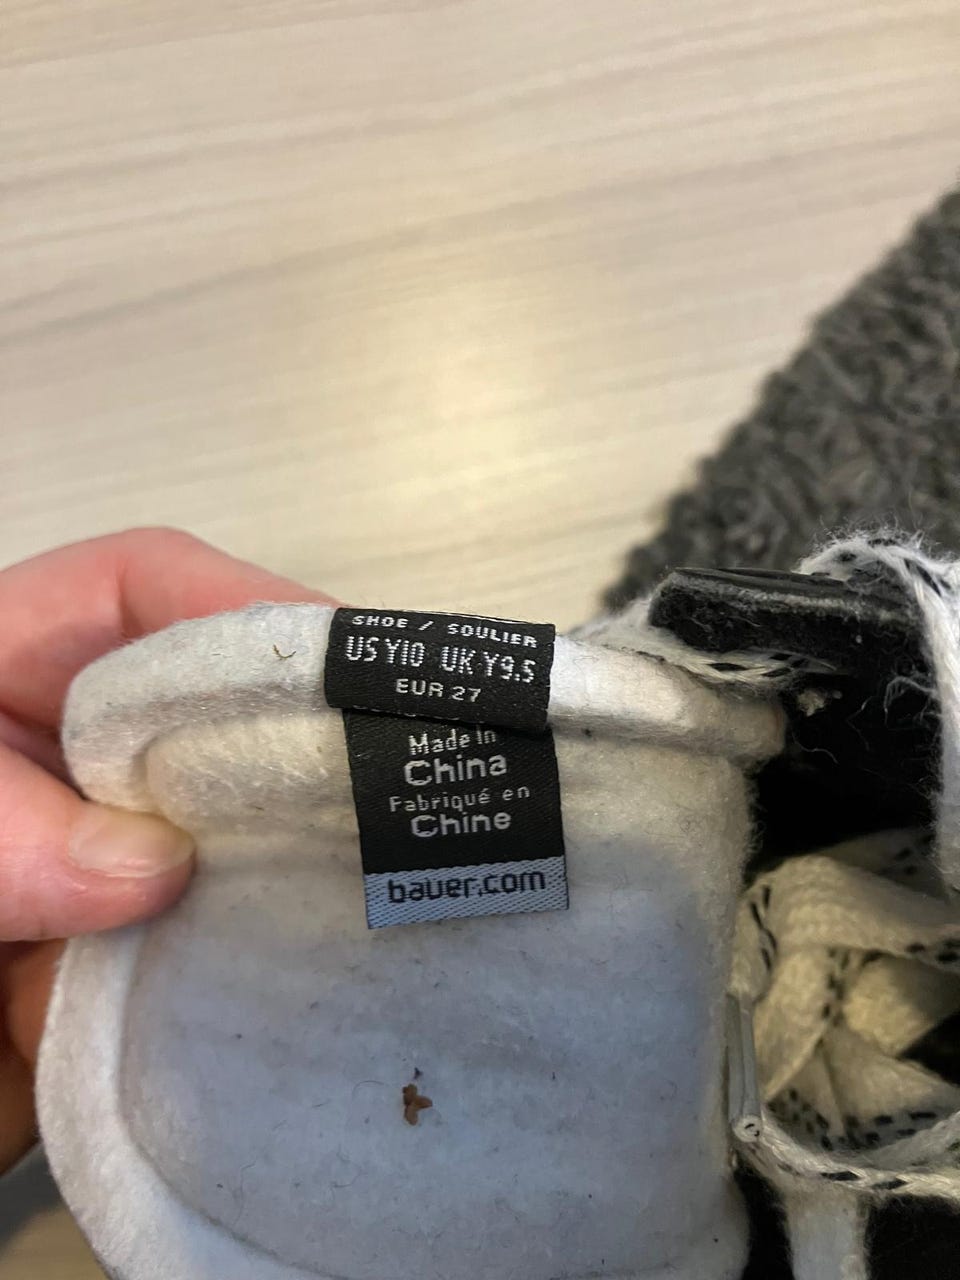 SHOE / SOULIER
US Y10 UK Y9.5
EUR 27
Made in
China
Fabriqué en
Chine
bauer.com